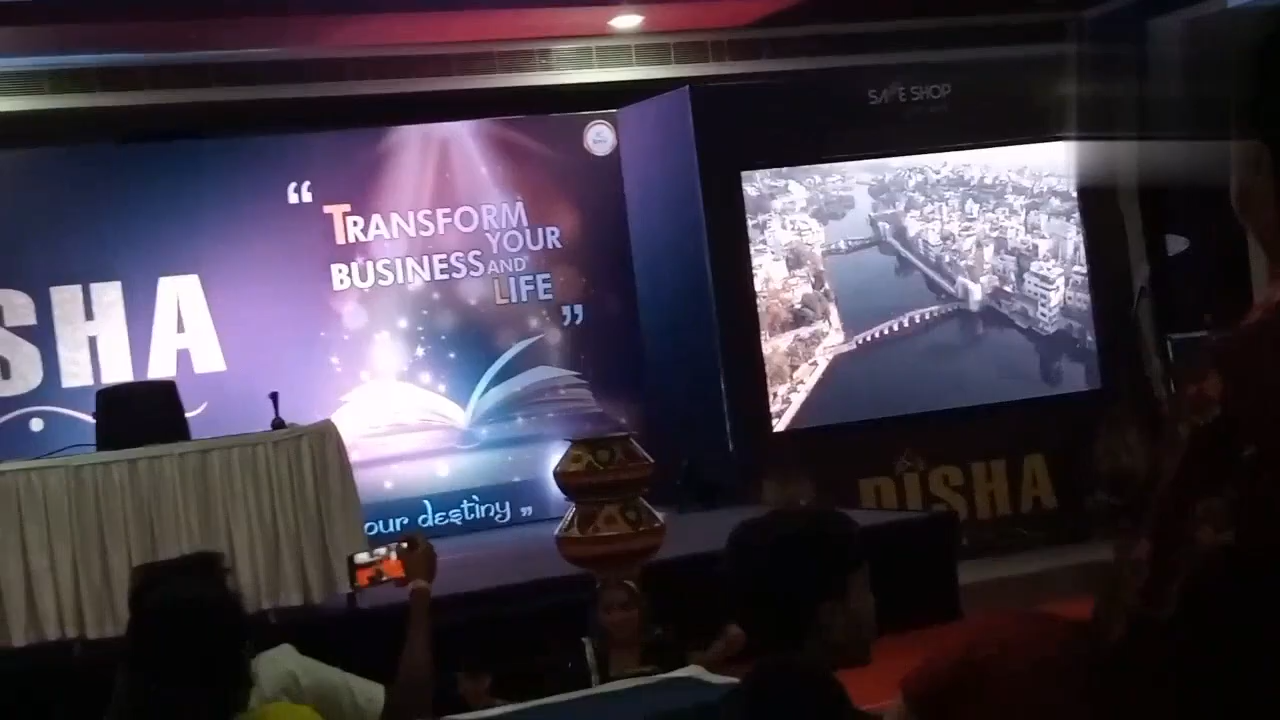 SAFE SHOP
“
TRANSFORM
YOUR
BUSINESS AND
LIFE
”
SHA
our destiny ”
DISHA